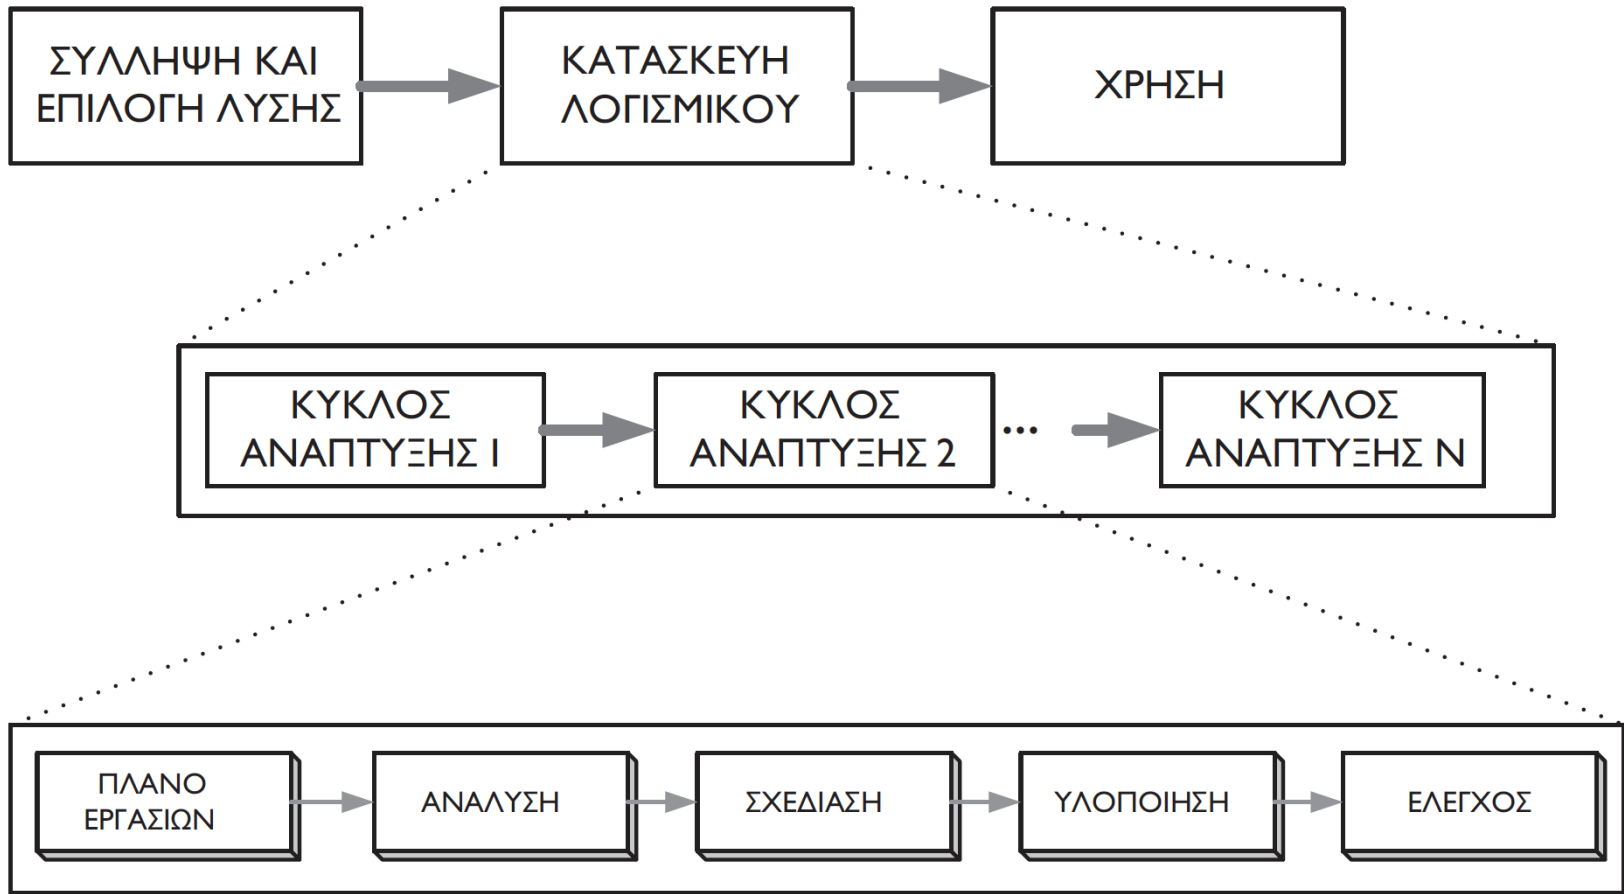 ΣΥΛΛΗΨΗ ΚΑΙ
ΕΠΙΛΟΓΗ ΛΥΣΗΣ
ΚΑΤΑΣΚΕΥΗ
ΛΟΓΙΣΜΙΚΟΥ
ΧΡΗΣΗ
ΚΥΚΛΟΣ
ΑΝΑΠΤΥΞΗΣ 1
ΚΥΚΛΟΣ
ΑΝΑΠΤΥΞΗΣ 2
...
ΚΥΚΛΟΣ
ΑΝΑΠΤΥΞΗΣ Ν
ΠΛΑΝΟ
ΕΡΓΑΣΙΩΝ
ΑΝΑΛΥΣΗ
ΣΧΕΔΙΑΣΗ
ΥΛΟΠΟΙΗΣΗ
ΕΛΕΓΧΟΣ